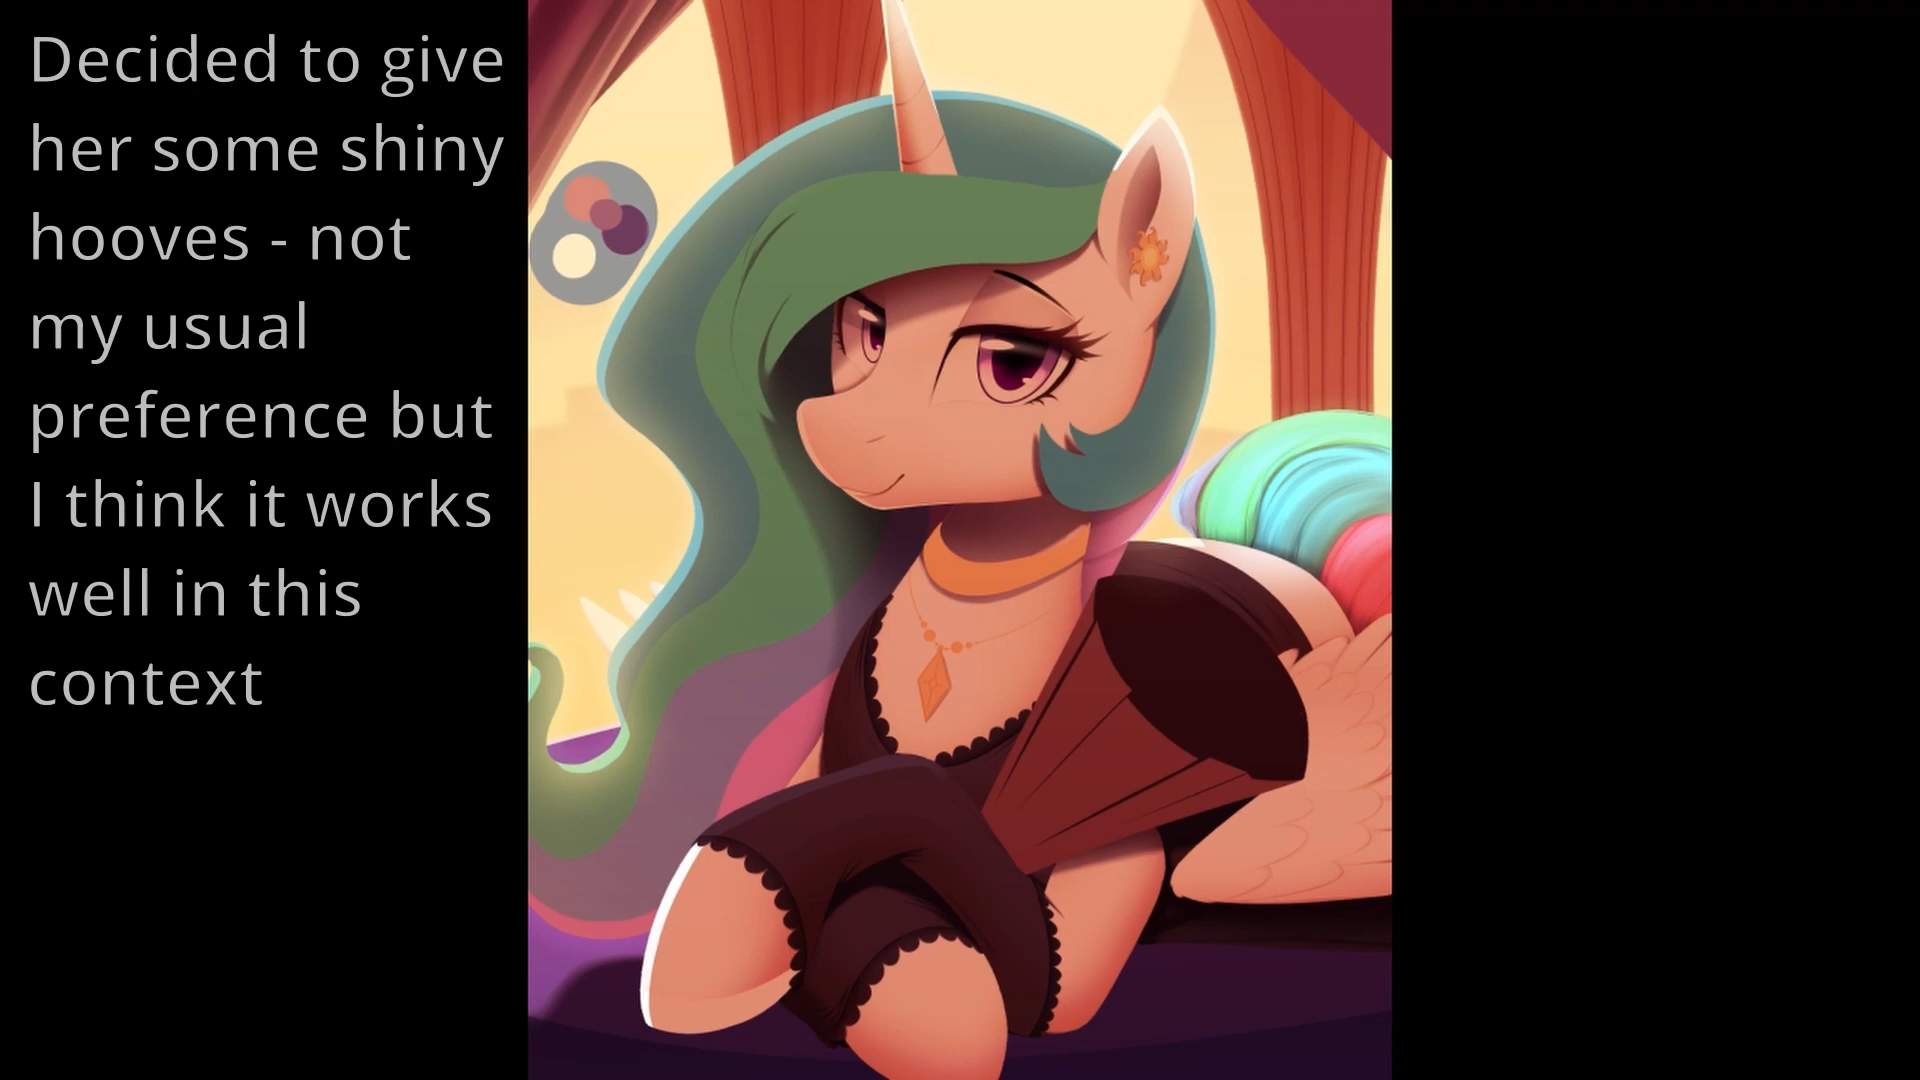 Decided to give
her some shiny
hooves - not
my usual
preference but
I think it works
well in this
context